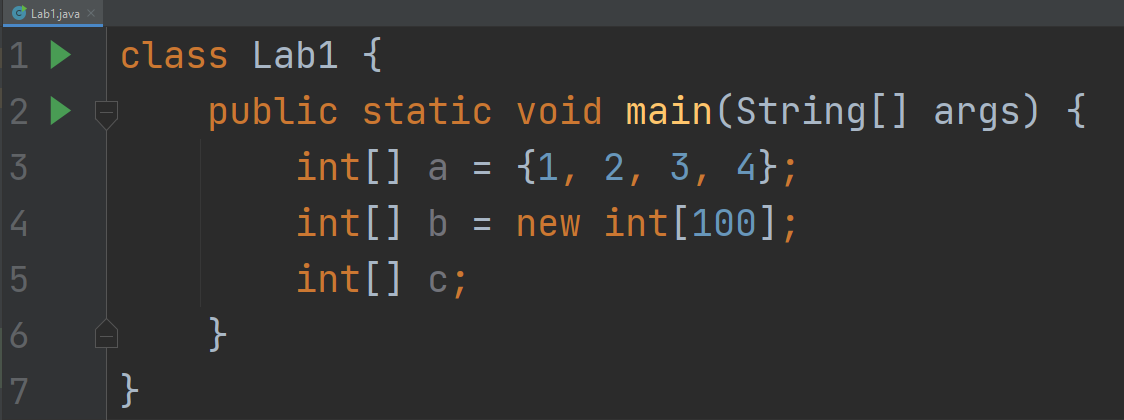 Lab1.java
1 class Lab1 {
2 public static void main(String[] args) {
3 int[] a = {1, 2, 3, 4};
4 int[] b = new int[100];
5 int[] c;
6 }
7 }